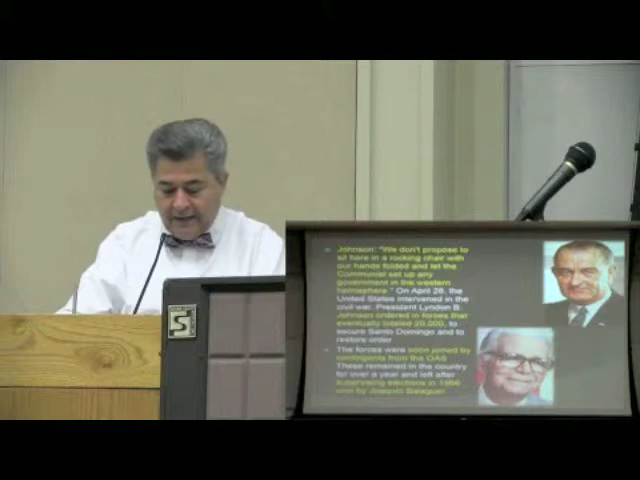 Johnson: "We don't propose to
sit here in a rocking chair with
our hands folded and let the
Communist set up any
government in the western
hemisphere." On April 28, the
United States intervened in the
civil war. President Lyndon B.
Johnson ordered in forces that
eventually totaled 20,000, to
secure Santo Domingo and to
restore order
The forces were soon joined by
contingents from the OAS
These remained in the country
for over a year and left after
supervising elections in 1966
won by Joaquín Balaguer
S